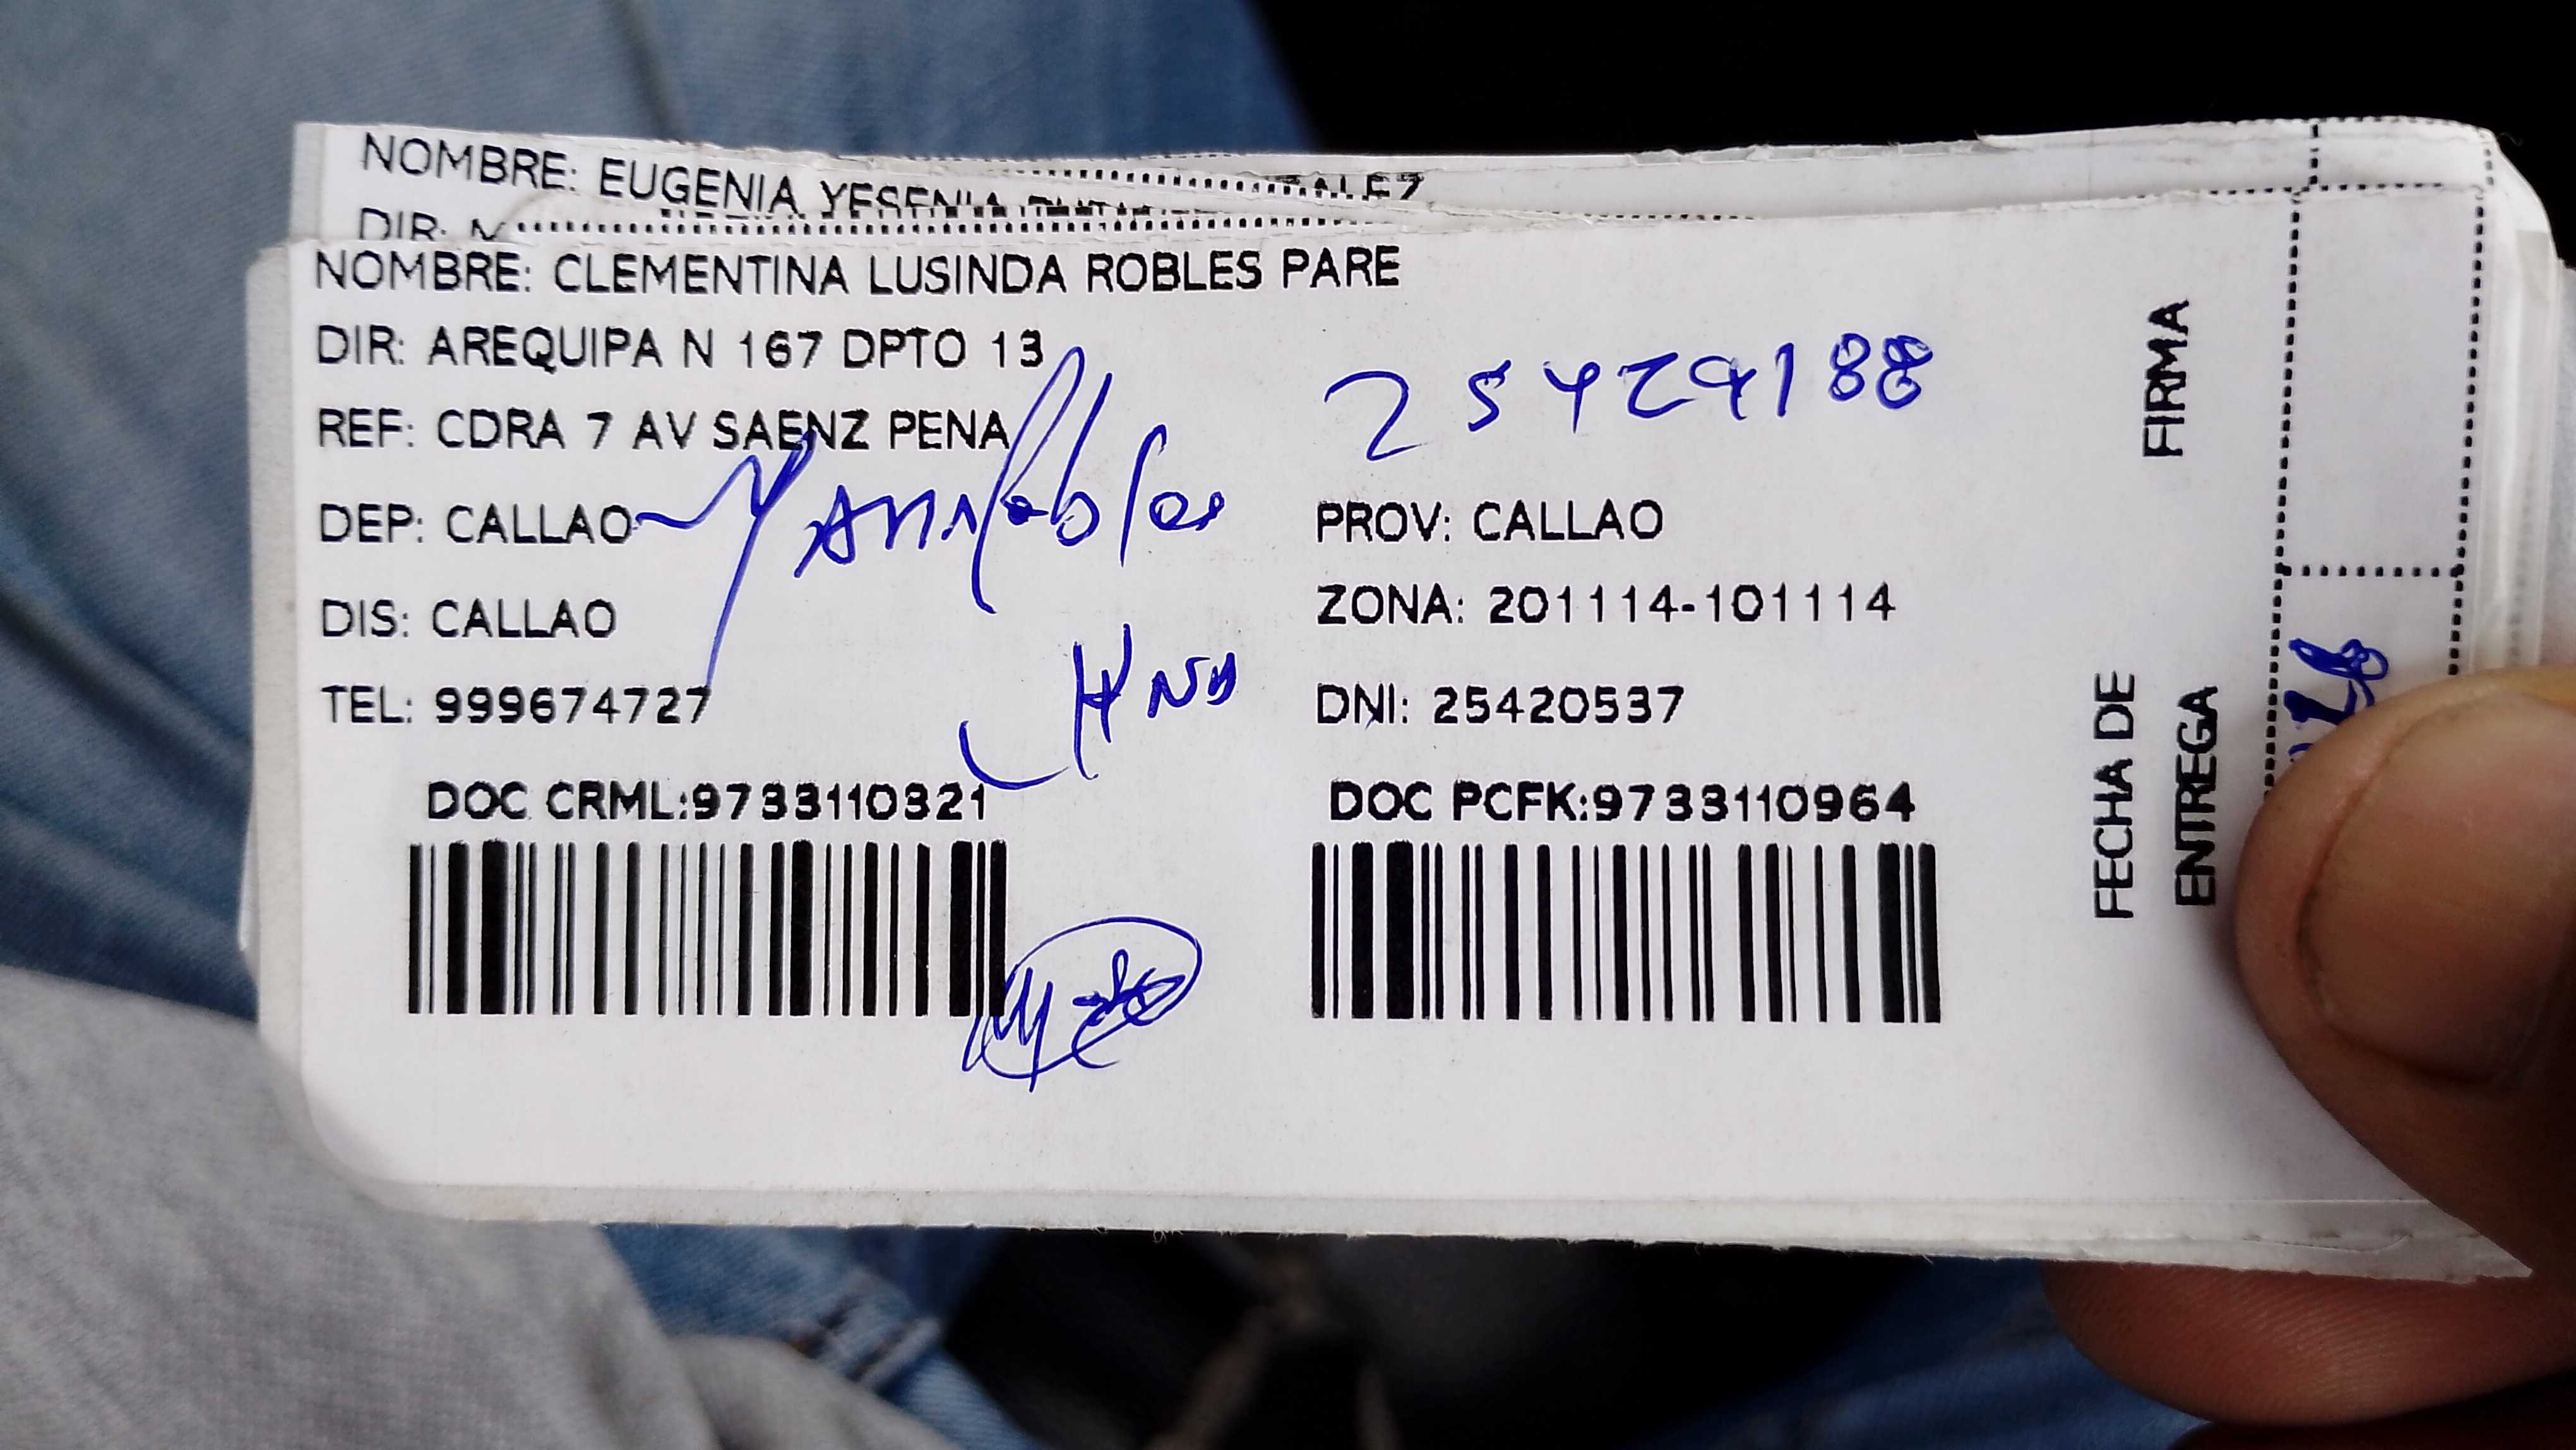 NOMBRE: EUGENIA YESENIA
DIR:
NOMBRE: CLEMENTINA LUSINDA ROBLES PARE
DIR: AREQUIPA N 167 DPTO 13
REF: CDRA 7 AV SAENZ PENA
25429188
DEP: CALLAO
PROV: CALLAO
DIS: CALLAO
ZONA: 201114-101114
TEL: 999674727
DNI: 25420537
DOC CRML:9733110321
DOC PCFK:9733110964
FIRMA
FECHA DE
ENTREGA